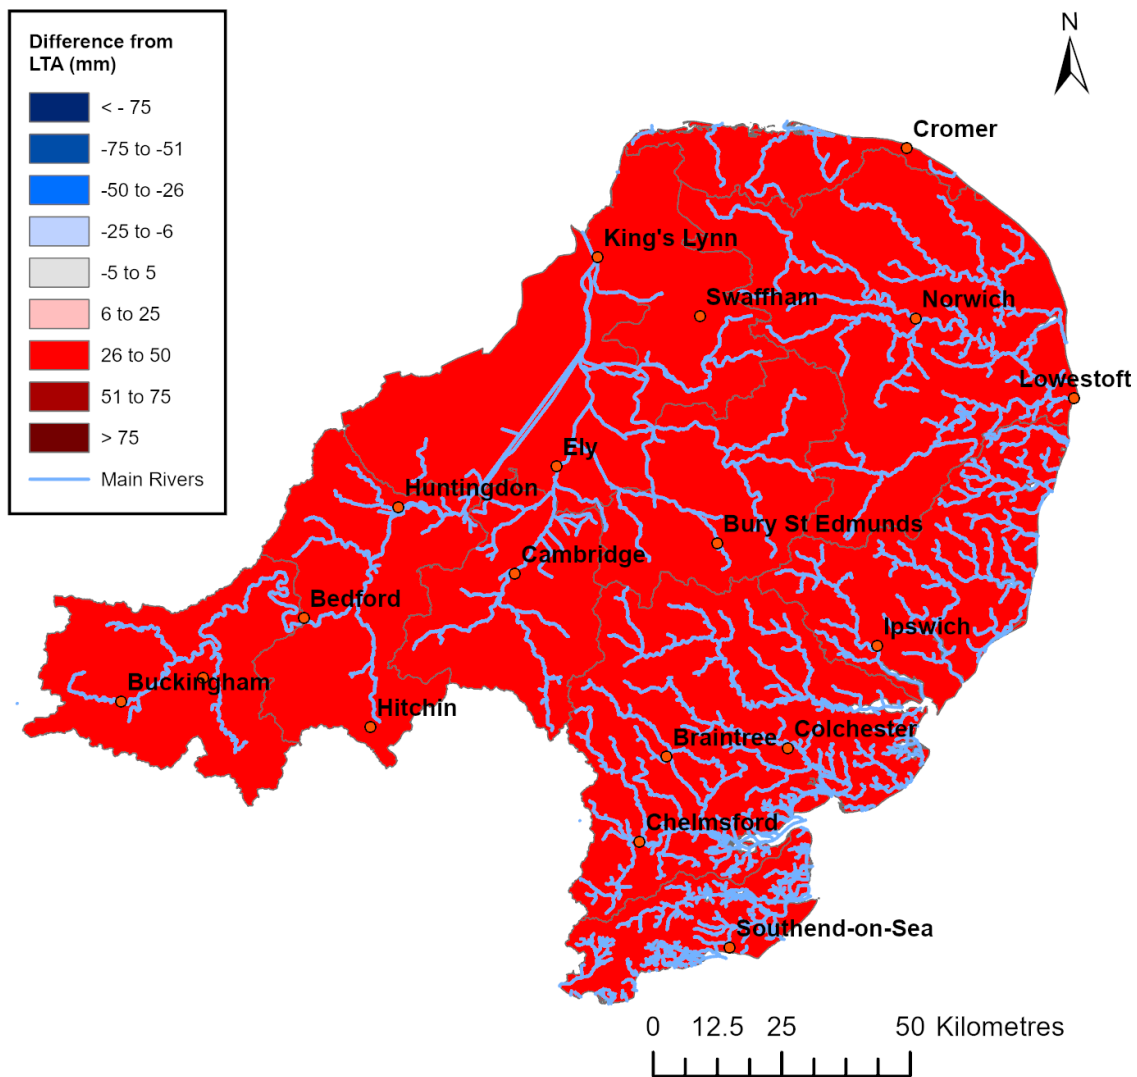 Difference from
LTA (mm)
< - 75
-75 to -51
-50 to -26
-25 to -6
-5 to 5
6 to 25
26 to 50
51 to 75
> 75
Main Rivers
N
Cromer
King's Lynn
Swaffham
Norwich
Lowestoft
Ely
Huntingdon
Bury St Edmunds
Cambridge
Bedford
Ipswich
Buckingham
Hitchin
Braintree
Colchester
Chelmsford
Southend-on-Sea
0 12.5 25 50 Kilometres